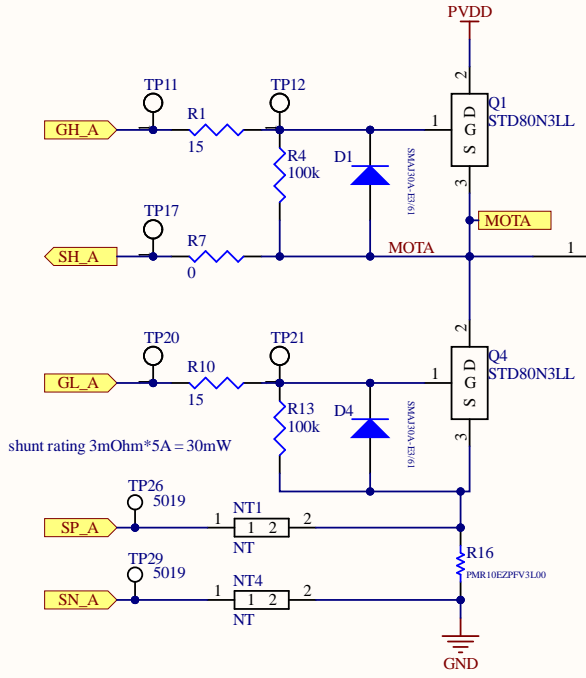 PVDD
TP11
TP12
2
Q1
STD80N3LL
GH_A
R1
15
1
D
G
S
R4
100k
D1
SMAJ30A-E3/61
3
TP17
MOTA
SH_A
R7
0
MOTA
1
TP20
TP21
2
Q4
STD80N3LL
GL_A
R10
15
1
D
G
S
R13
100k
D4
SMAJ30A-E3/61
3
shunt rating 3mOhm*5A = 30mW
TP26
5019
SP_A
1
NT1
1 2
NT
2
R16
PMR10EZPFV3L00
TP29
5019
SN_A
1
NT4
1 2
NT
2
GND